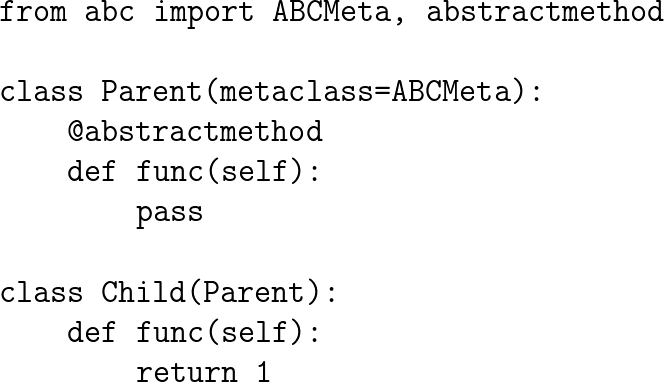 from abc import ABCMeta, abstractmethod

class Parent(metaclass=ABCMeta):
    @abstractmethod
    def func(self):
        pass

class Child(Parent):
    def func(self):
        return 1